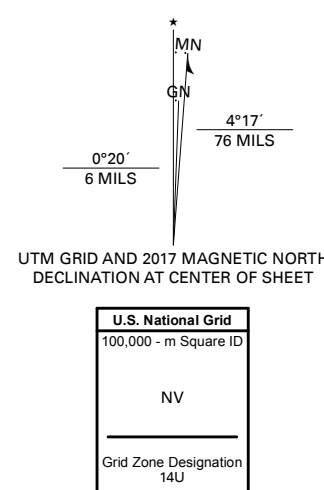 MN
GN
4°17´
76 MILS
0°20´
6 MILS
UTM GRID AND 2017 MAGNETIC NORTH
DECLINATION AT CENTER OF SHEET
U.S. National Grid
100,000 - m Square ID
NV
Grid Zone Designation
14U